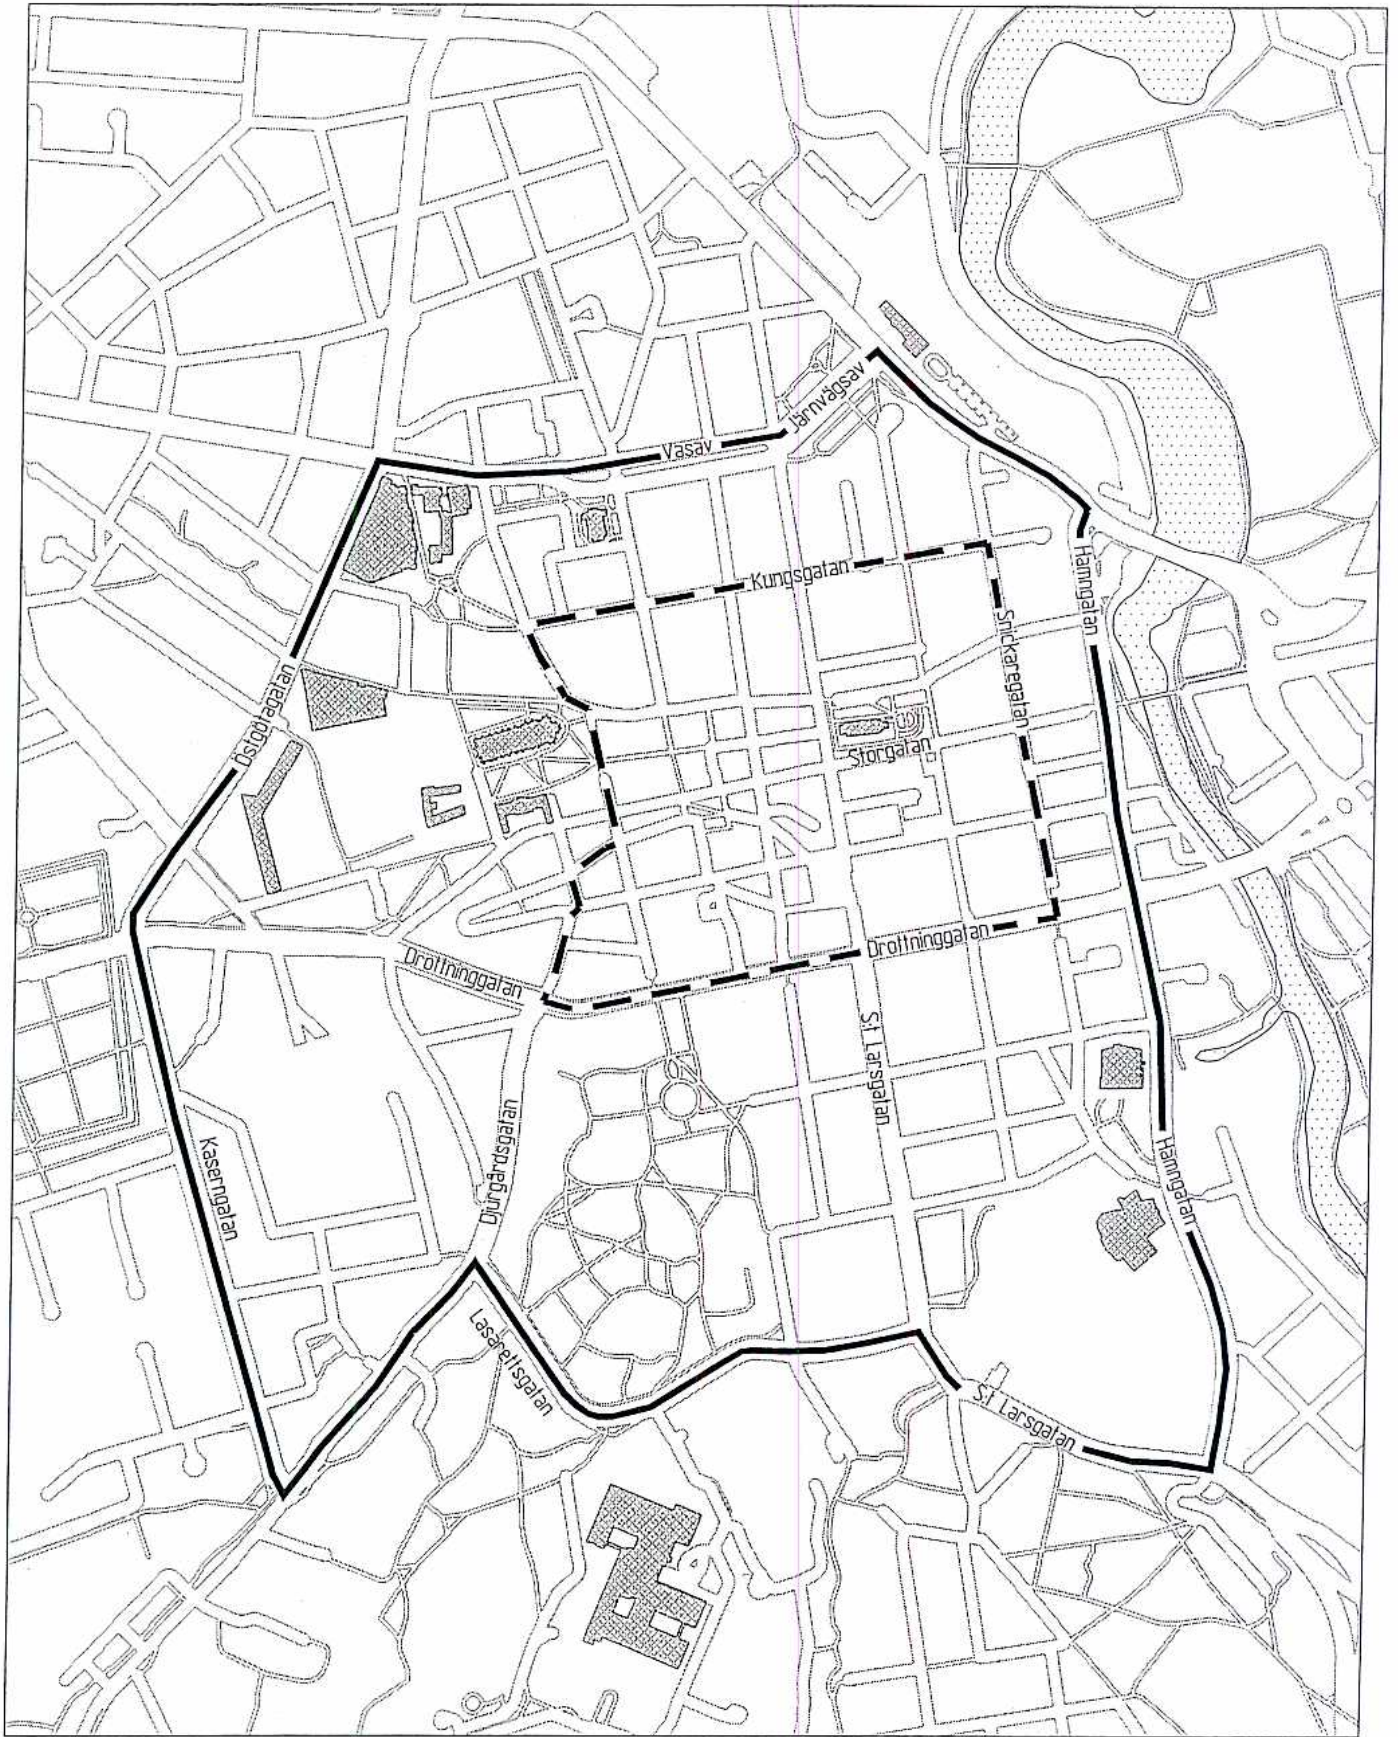 Järnvägsav
Vasav
Hamngatan
Kungsgatan
Snickaregatan
Östgötagatan
Storgatan
Drottninggatan
Drottninggatan
S:t Larsgatan
Djurgårdsgatan
Kaserngatan
Hamngatan
Lasarettsgatan
S:t Larsgatan